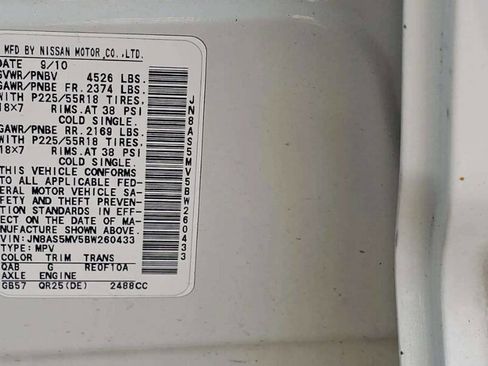 MFD BY NISSAN MOTOR CO.,LTD.
DATE 9/10
GVWR/PNBV 4526 LBS.
GAWR/PNBE FR. 2374 LBS.
WITH P225/55R18 TIRES,
18×7 RIMS.AT 38 PSI
COLD SINGLE.
GAWR/PNBE RR. 2169 LBS.
WITH P225/55R18 TIRES,
18×7 RIMS.AT 38 PSI
COLD SINGLE.
THIS VEHICLE CONFORMS
TO ALL APPLICABLE FED-
ERAL MOTOR VEHICLE SA-
FETY AND THEFT PREVEN-
TION STANDARDS IN EFF-
ECT ON THE DATE OF MA-
NUFACTURE SHOWN ABOVE.
VIN: JN8AS5MV5BW260433
TYPE: MPV
COLOR TRIM TRANS
QAB G RE0F10A
AXLE ENGINE
GB57 QR25(DE) 2488CC
JN8AS5MV5BW260433